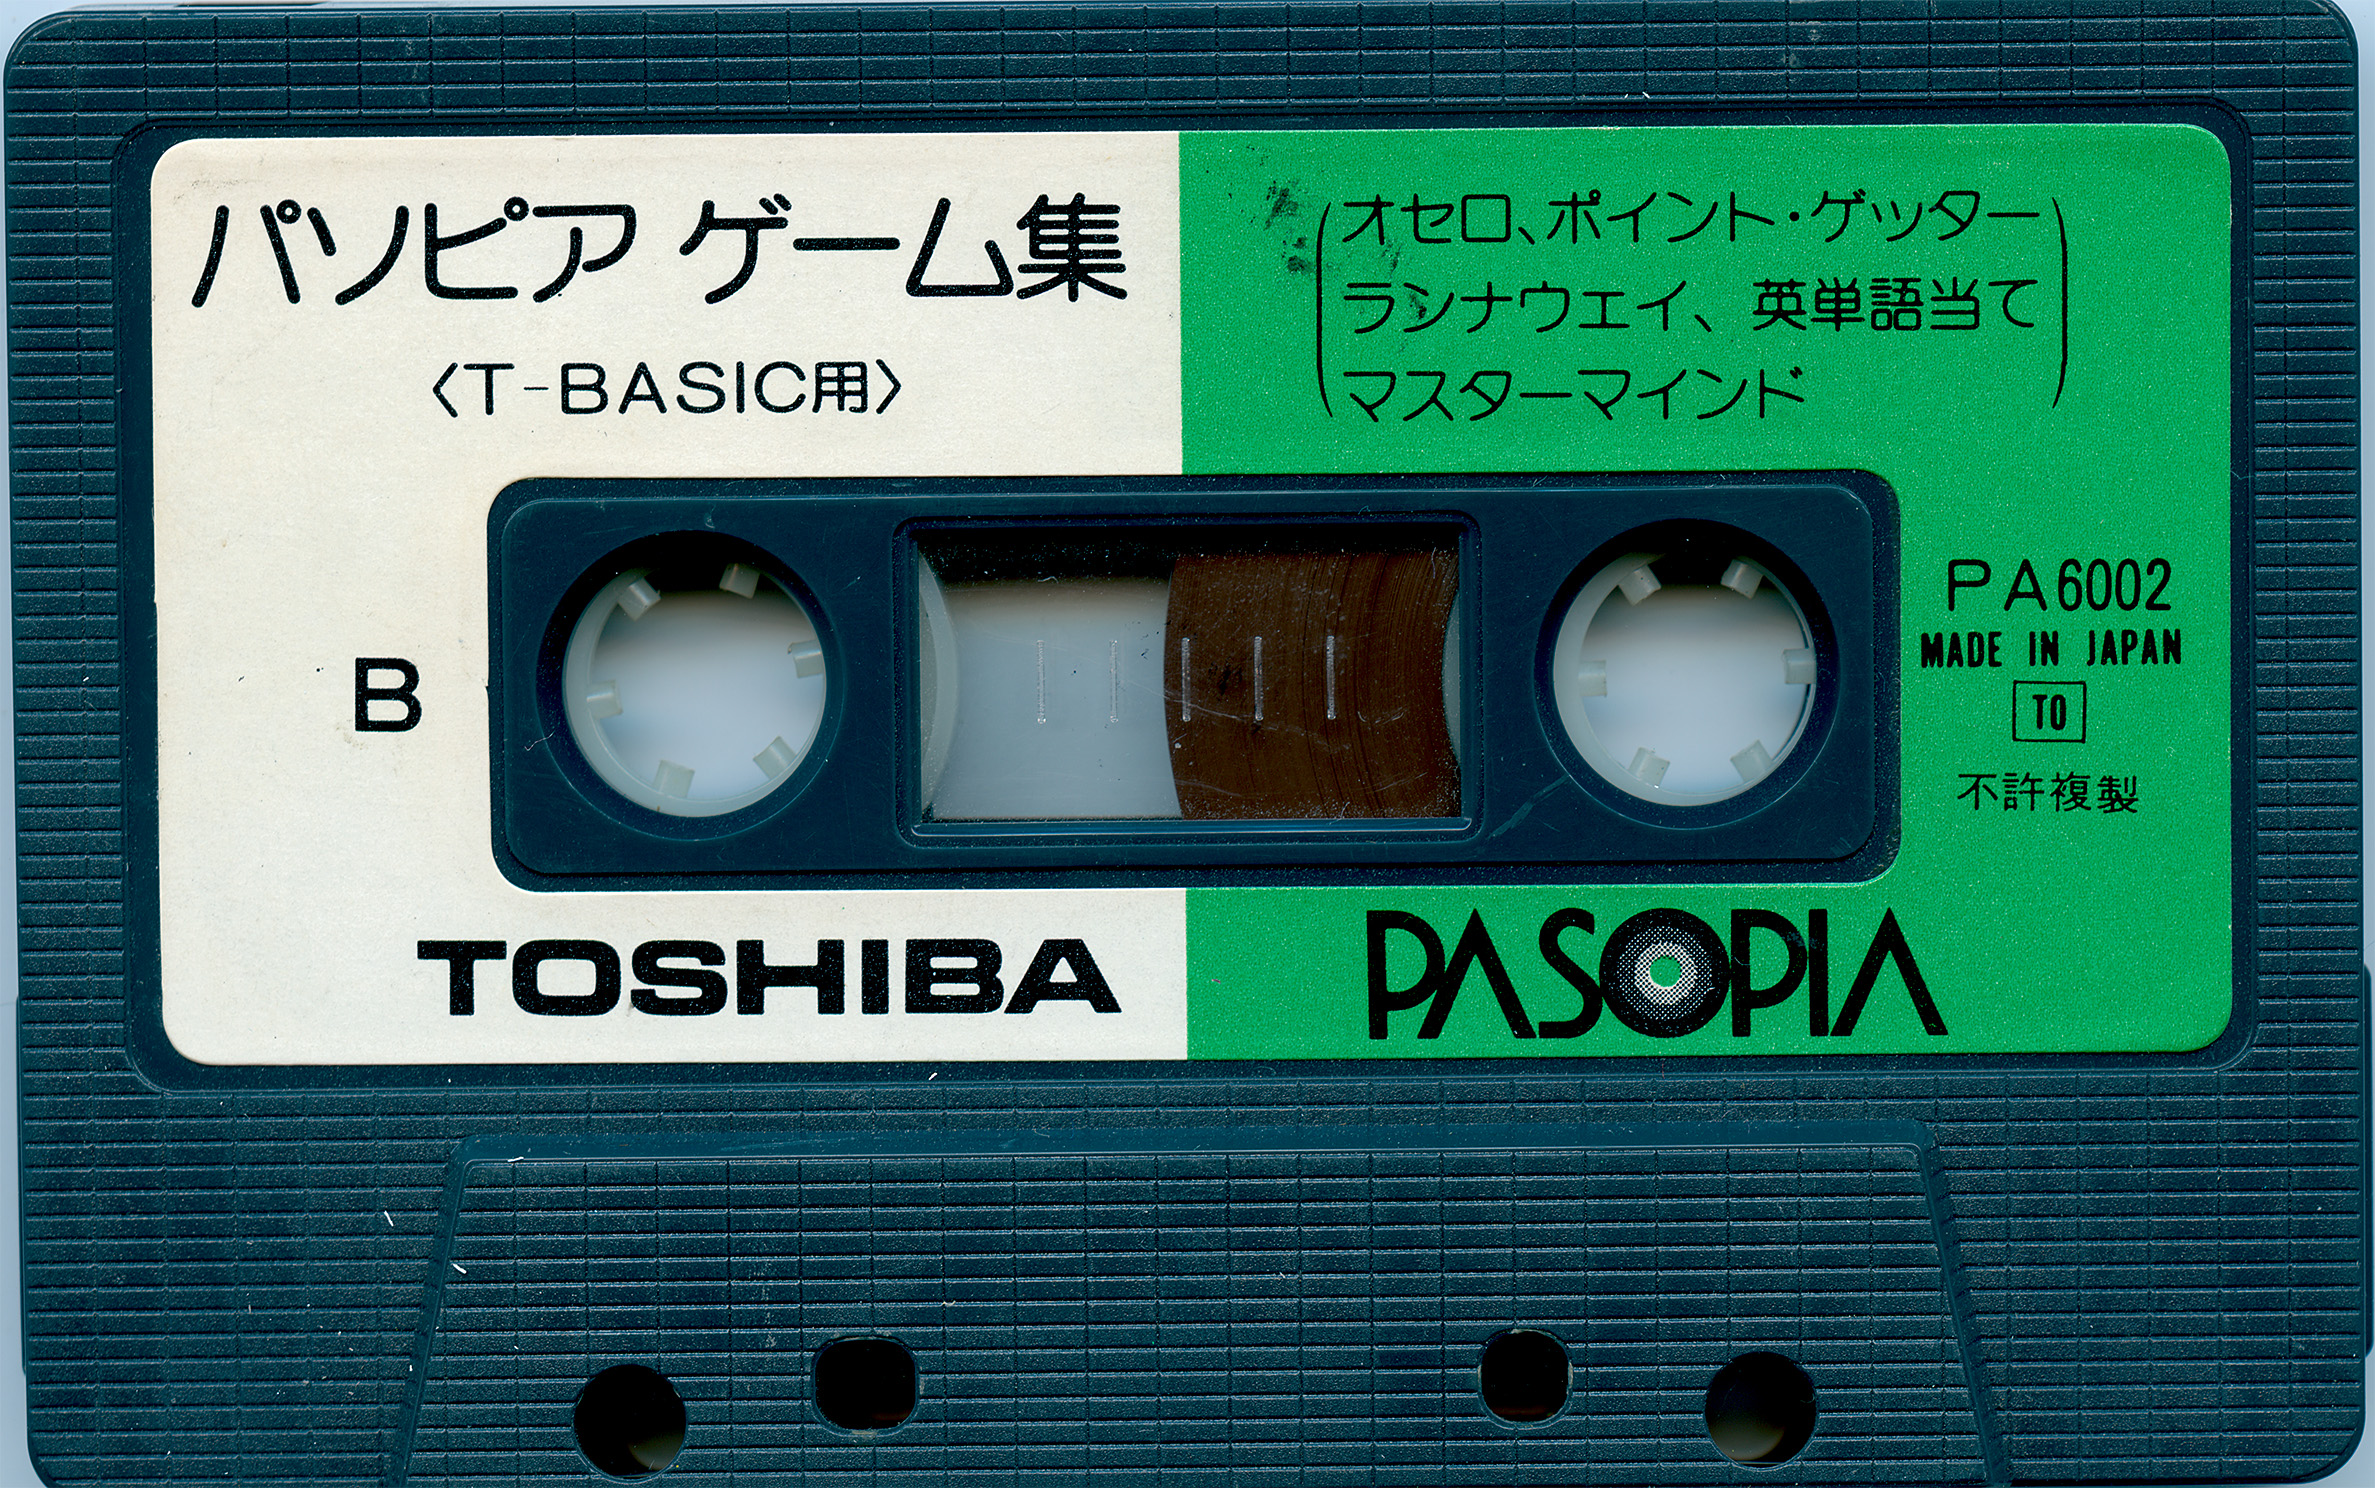 パソピア ゲーム集
〈T-BASIC用〉
オセロ、ポイント・ゲッター
ランナウェイ、英単語当て
マスターマインド
B
PA6002
MADE IN JAPAN
TO
不許複製
TOSHIBA
PASOPIA